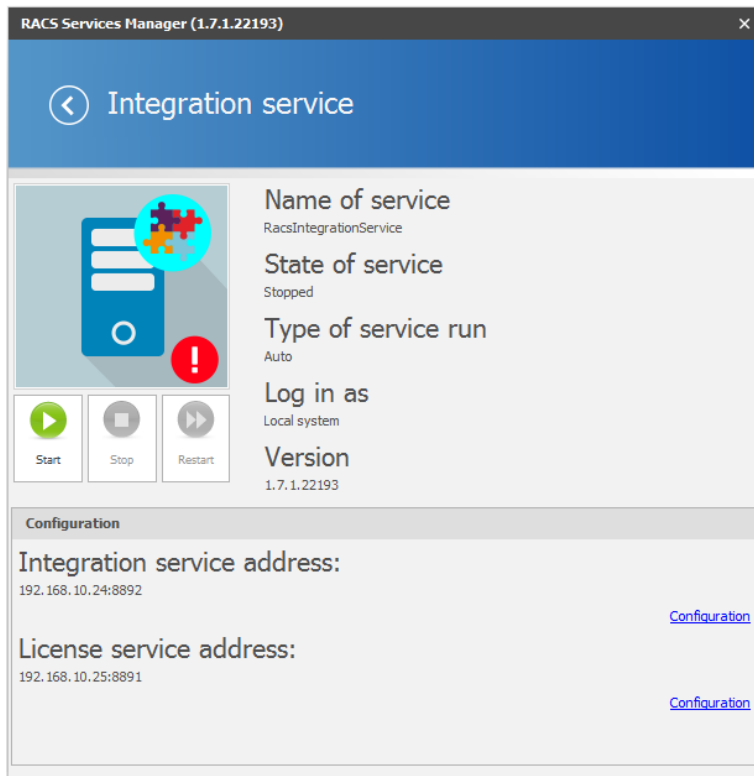 RACS Services Manager (1.7.1.22193)
Integration service
Name of service
RacsIntegrationService
State of service
Stopped
Type of service run
Auto
Log in as
Local system
Version
1.7.1.22193
Start
Stop
Restart
Configuration
Integration service address:
192.168.10.24:8892
Configuration
License service address:
192.168.10.25:8891
Configuration